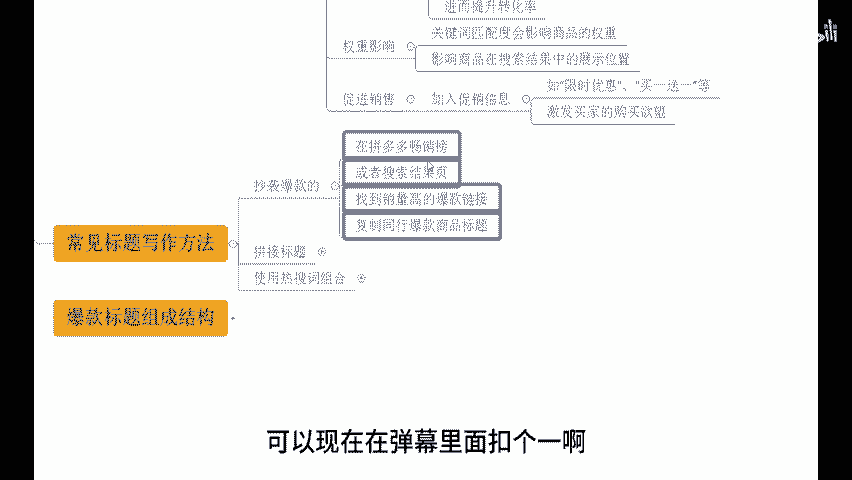 进而提升转化率
权重影响
关键词匹配度会影响商品的权重
影响商品在搜索结果中的展示位置
促进销售
加入促销信息
如“限时优惠”、“买一送一”等
激发买家的购买欲望
抄袭爆款的
在拼多多畅销榜
或者搜索结果页
找到销量高的爆款链接
复制同行爆款商品标题
常见标题写作方法
拼接标题
使用热搜词组合
爆款标题组成结构
可以现在在弹幕里面扣个一啊